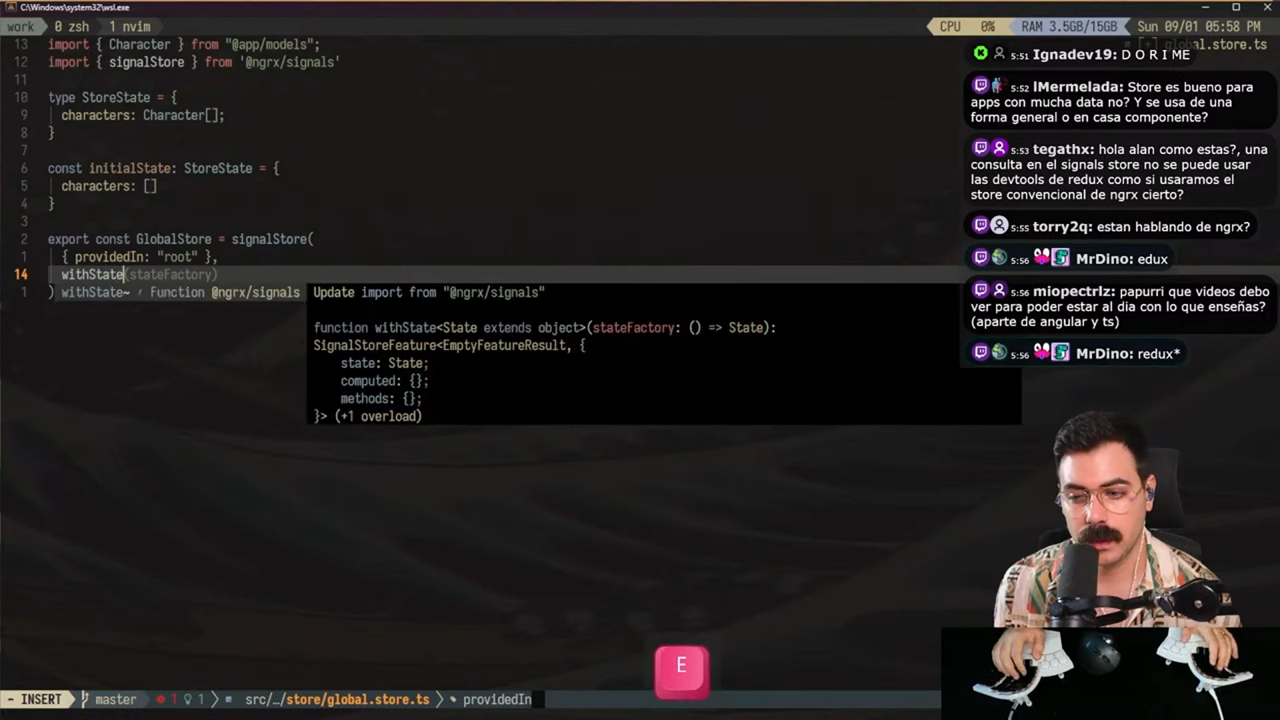 C:\Windows\system32\wsl.exe
work 0 zsh 1 nvim
CPU 0% RAM 3.5GB/15GB Sun 09/01 05:58 PM
[+] global.store.ts
13 import { Character } from "@app/models";
12 import { signalStore } from '@ngrx/signals'
11
10 type StoreState = {
9 characters: Character[];
8 }
7
6 const initialState: StoreState = {
5 characters: []
4 }
3
2 export const GlobalStore = signalStore(
1 { providedIn: "root" },
14 withState(stateFactory)
1 )
withState~ Function @ngrx/signals
Update import from "@ngrx/signals"
function withState<State extends object>(stateFactory: () => State):
SignalStoreFeature<EmptyFeatureResult, {
state: State;
computed: {};
methods: {};
}> (+1 overload)
5:51 Ignadev19: D O R I M E
5:52 lMermelada: Store es bueno para
apps con mucha data no? Y se usa de una
forma general o en casa componente?
5:53 tegathx: hola alan como estas?, una
consulta en el signals store no se puede usar
las devtools de redux como si usaramos el
store convencional de ngrx cierto?
5:55 torry2q: estan hablando de ngrx?
5:56 MrDino: edux
5:56 miopectrlz: papurri que videos debo
ver para poder estar al dia con lo que enseñas?
(aparte de angular y ts)
5:56 MrDino: redux*
E
- INSERT master 1 1 src/…/store/global.store.ts providedIn